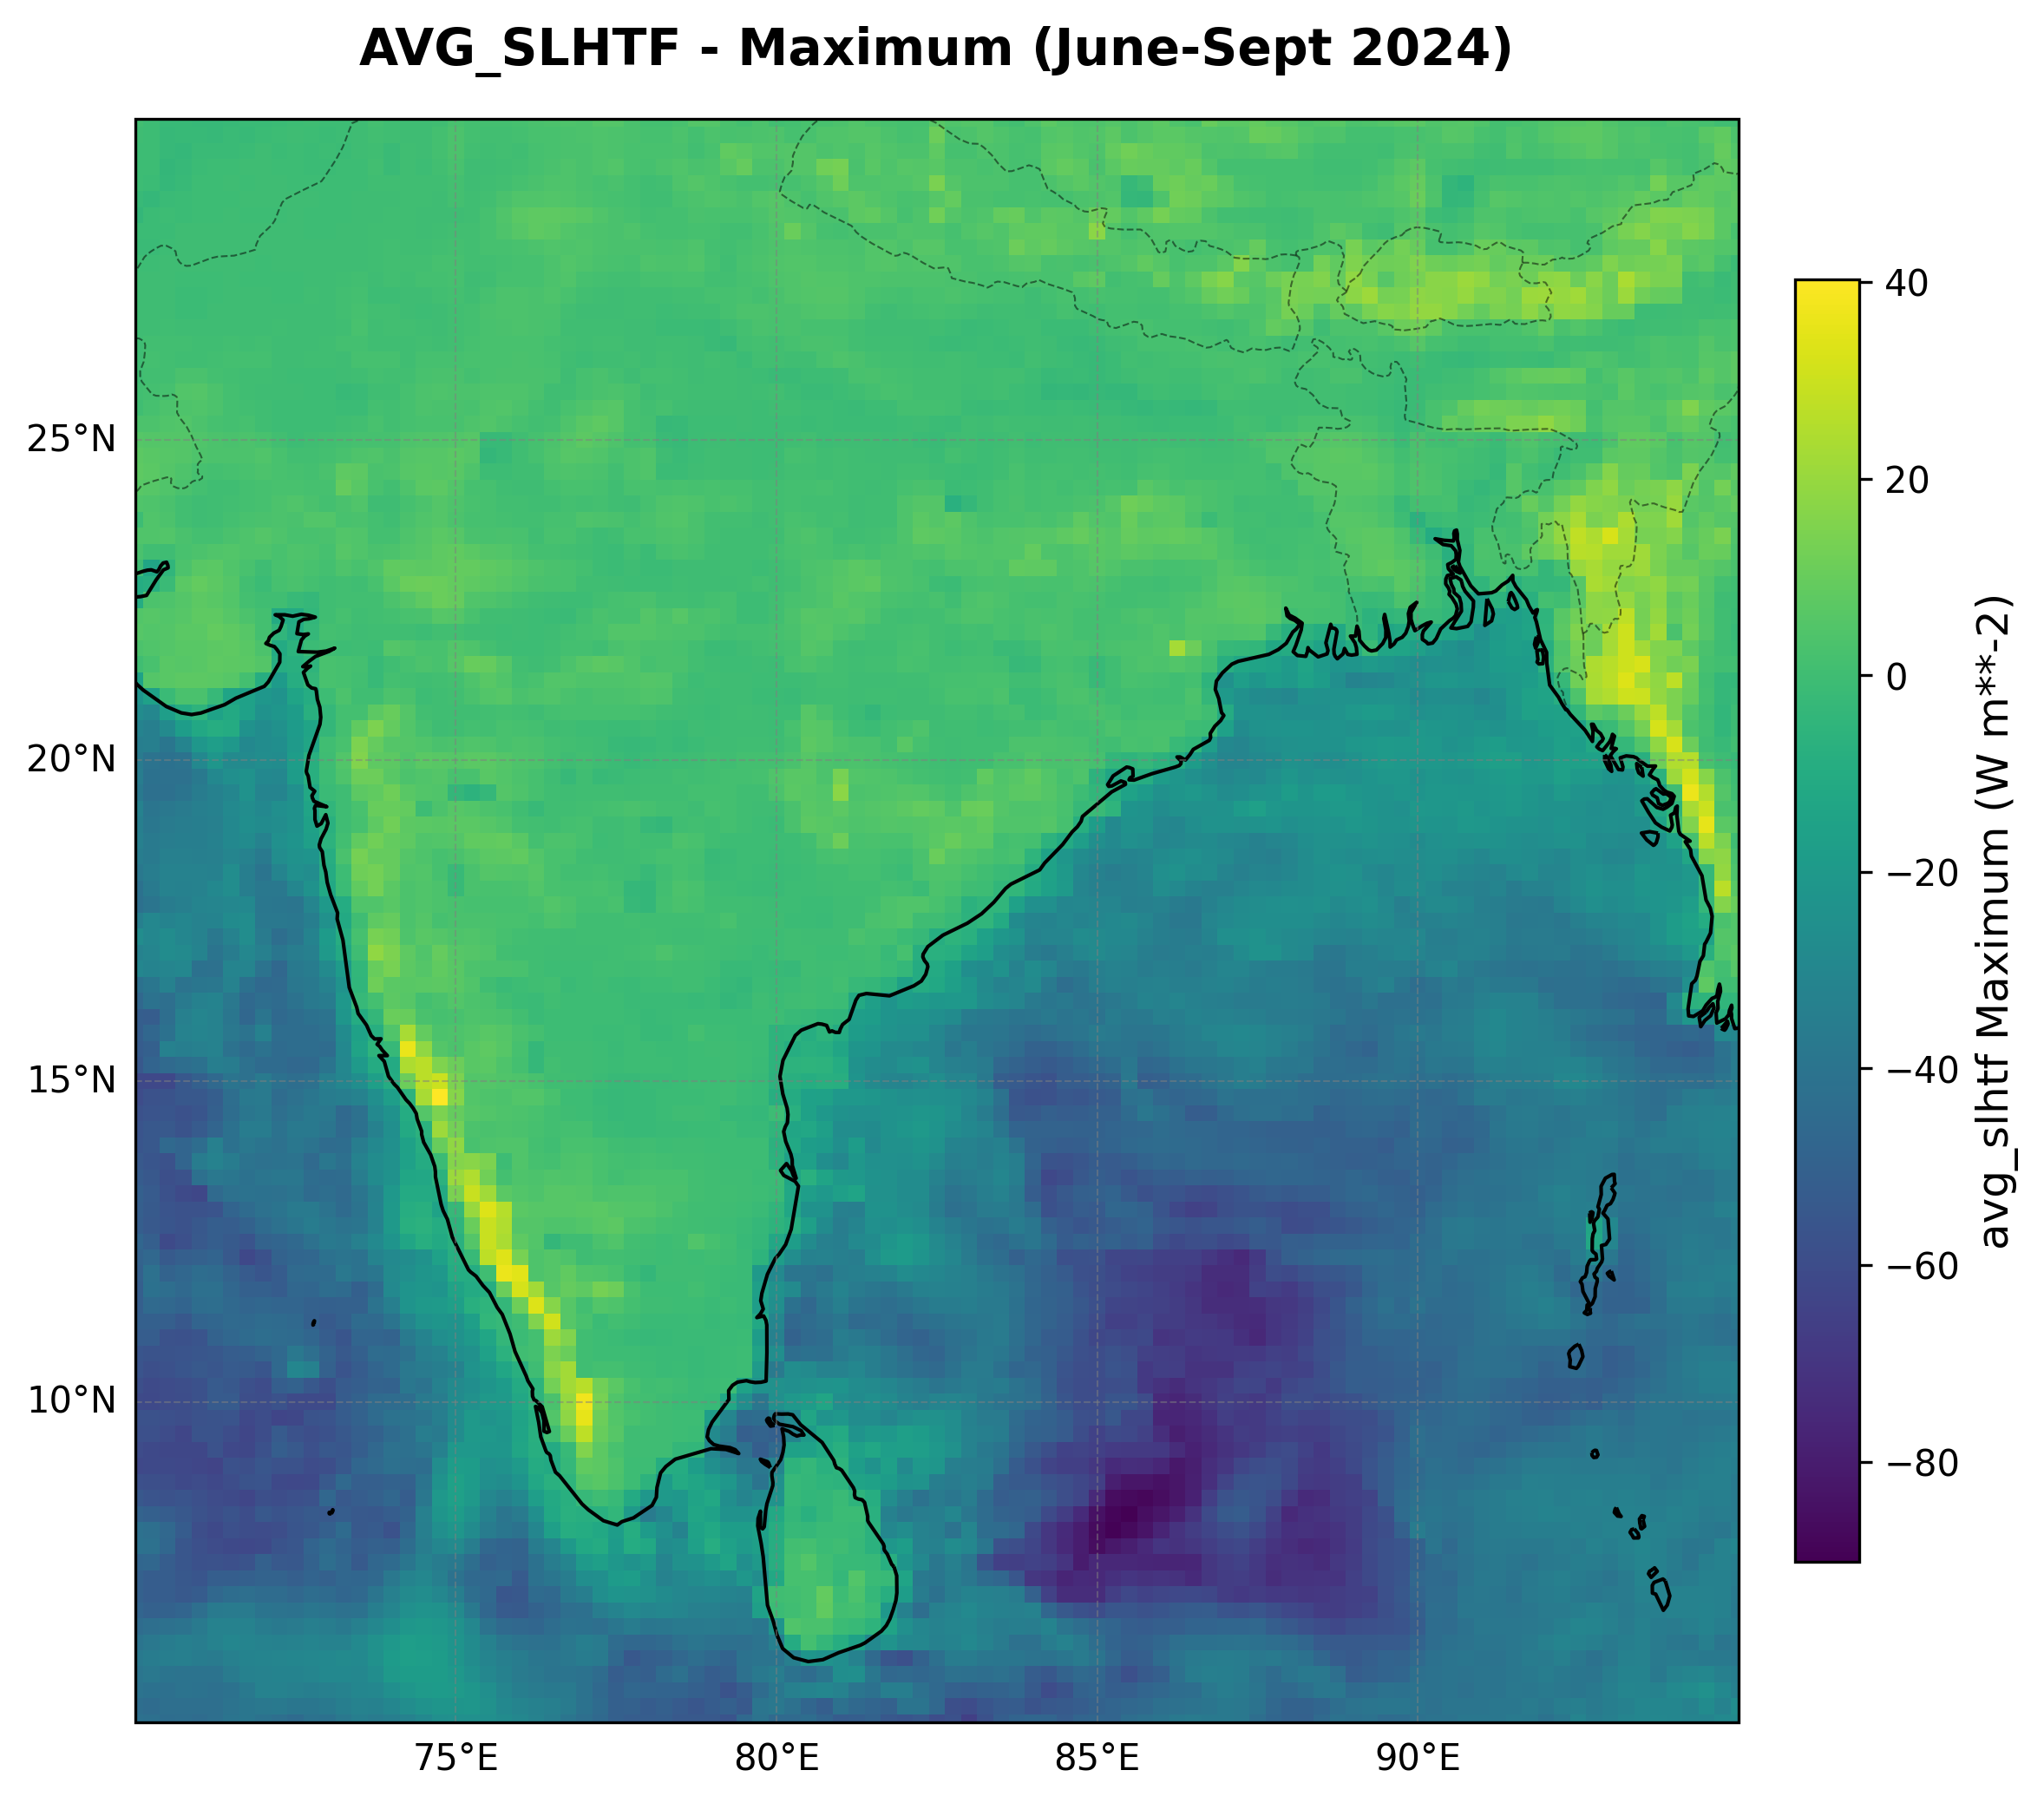 AVG_SLHTF - Maximum (June-Sept 2024)
25°N
20°N
15°N
10°N
75°E
80°E
85°E
90°E
40
20
0
−20
−40
−60
−80
avg_slhtf Maximum (W m**-2)